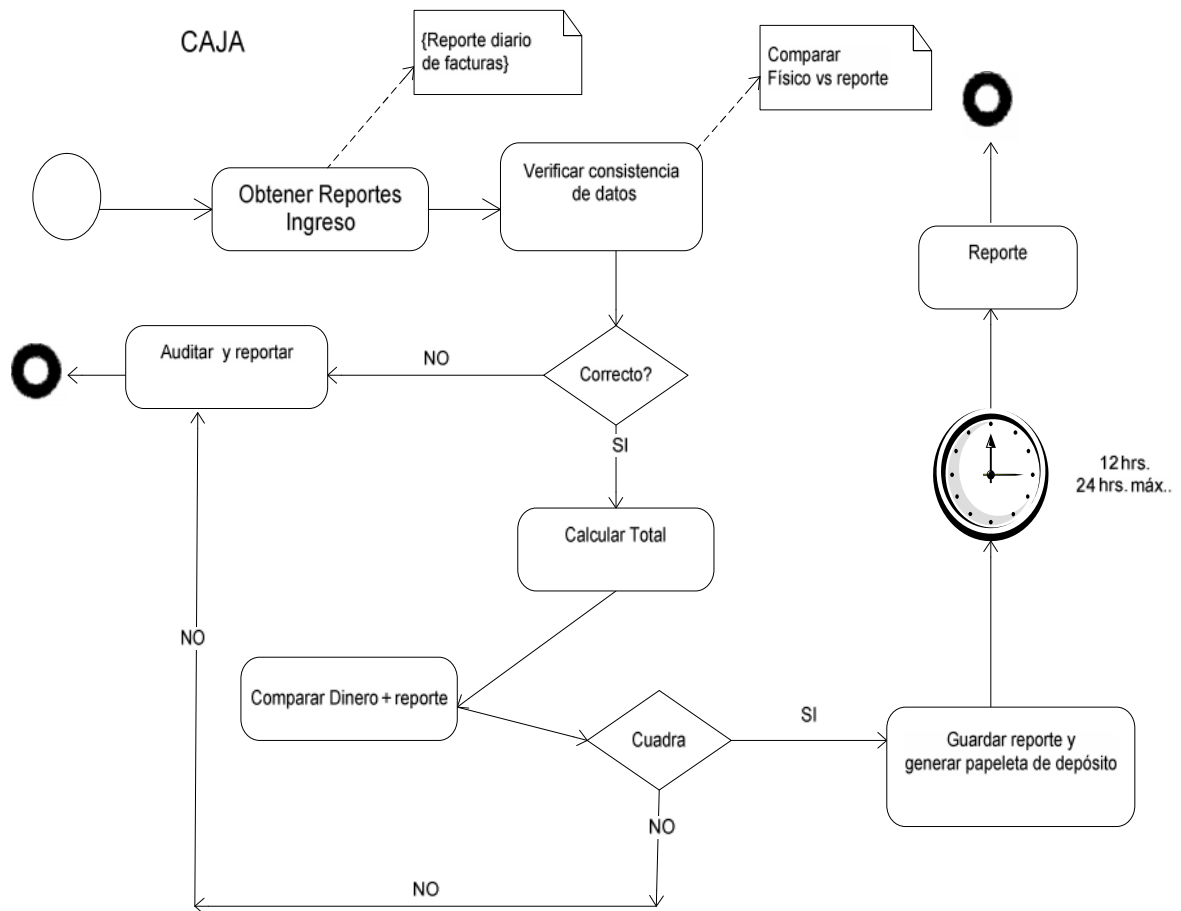 CAJA
{Reporte diario
de facturas}
Comparar
Físico vs reporte
Obtener Reportes
Ingreso
Verificar consistencia
de datos
Reporte
Auditar y reportar
NO
Correcto?
SI
12 hrs.
24 hrs. máx..
Calcular Total
NO
Comparar Dinero + reporte
Cuadra
SI
Guardar reporte y
generar papeleta de depósito
NO
NO